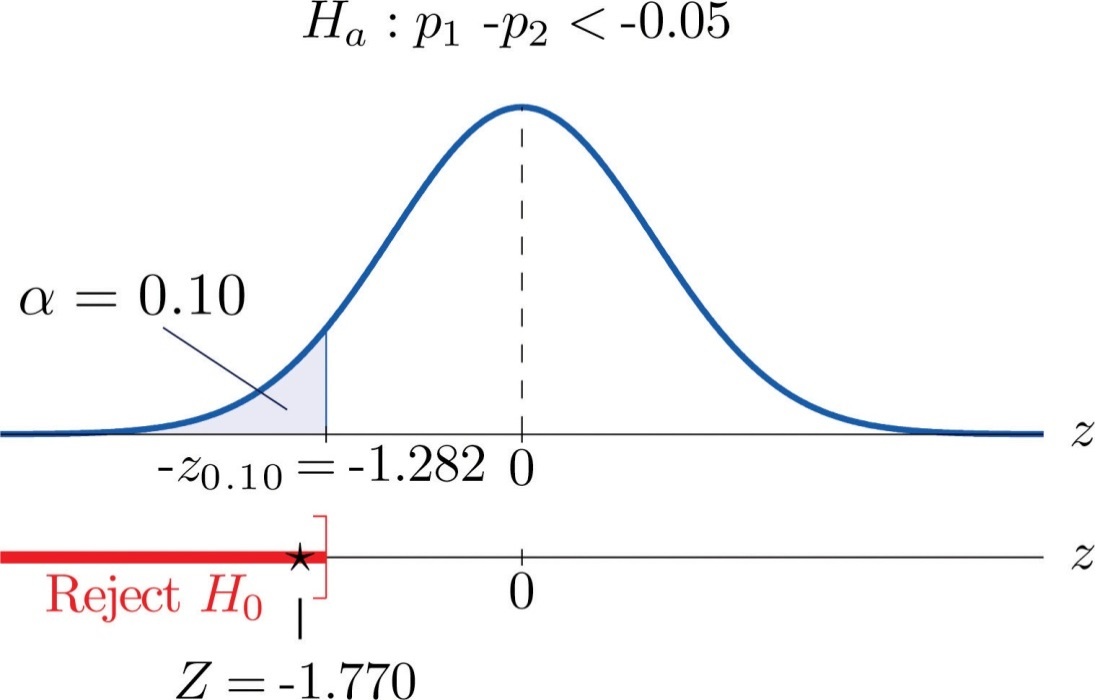 Hₐ : p₁ -p₂ < -0.05
α = 0.10
z
-z₀.₁₀ = -1.282 0
z
Reject H₀
0
Z = -1.770